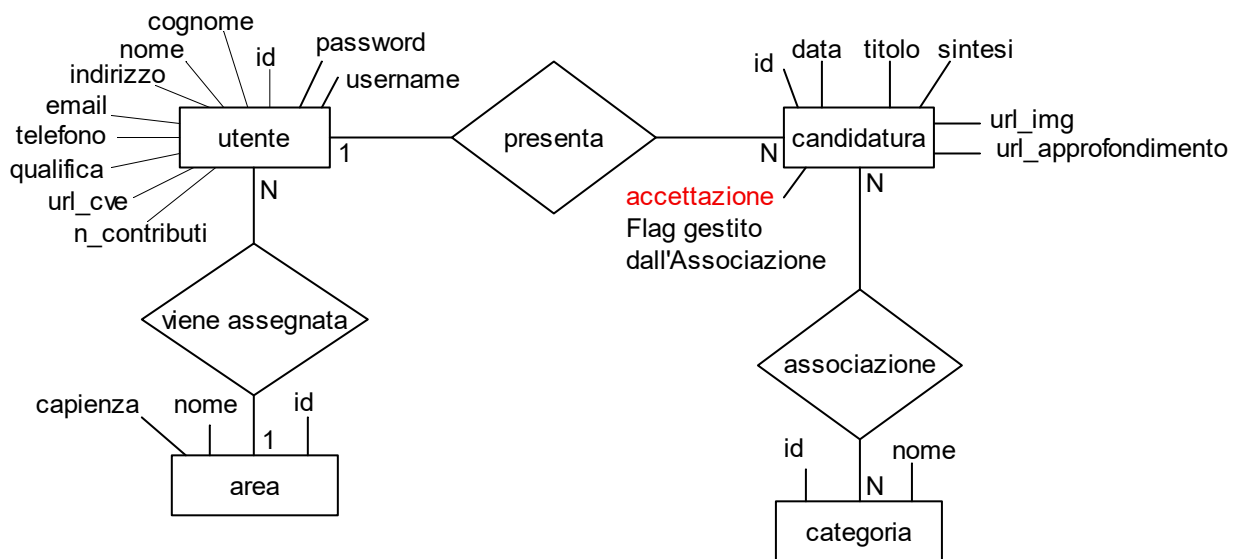 cognome
nome
id
password
indirizzo
username
email
telefono
qualifica
url_cve
n_contributi
utente
1
N
presenta
N
id
data
titolo
sintesi
candidatura
url_img
url_approfondimento
accettazione
Flag gestito
dall'Associazione
N
viene assegnata
associazione
capienza
nome
id
1
area
id
nome
N
categoria